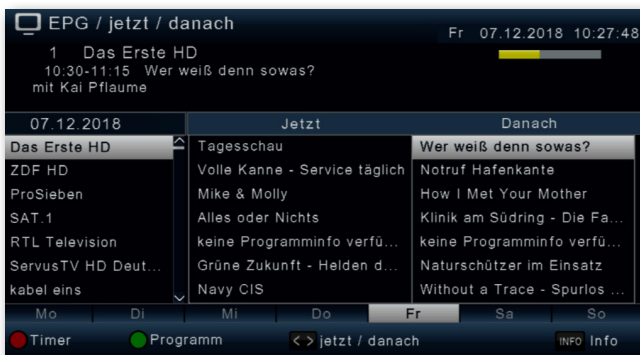 EPG / jetzt / danach
Fr 07.12.2018 10:27:48
1 Das Erste HD
10:30-11:15 Wer weiß denn sowas?
mit Kai Pflaume
07.12.2018 Jetzt Danach
Das Erste HD Tagesschau Wer weiß denn sowas?
ZDF HD Volle Kanne - Service täglich Notruf Hafenkante
ProSieben Mike & Molly How I Met Your Mother
SAT.1 Alles oder Nichts Klinik am Südring - Die Fa...
RTL Television keine Programminfo verfü... keine Programminfo verfü...
ServusTV HD Deut... Grüne Zukunft - Helden d... Naturschützer im Einsatz
kabel eins Navy CIS Without a Trace - Spurlos ...
Mo Di Mi Do Fr Sa So
Timer Programm < > jetzt / danach INFO Info